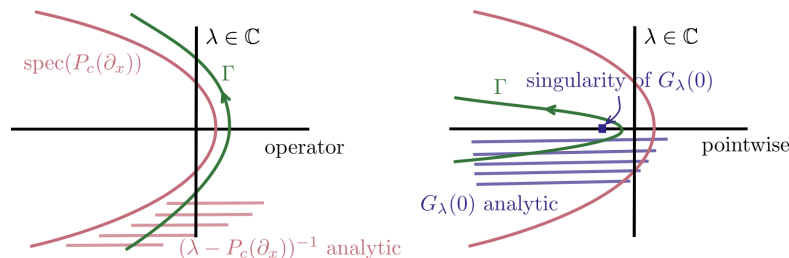 λ ∈ ℂ
spec(P_c(∂_x))
Γ
operator
(λ − P_c(∂_x))^{−1} analytic
λ ∈ ℂ
singularity of G_λ(0)
Γ
pointwise
G_λ(0) analytic